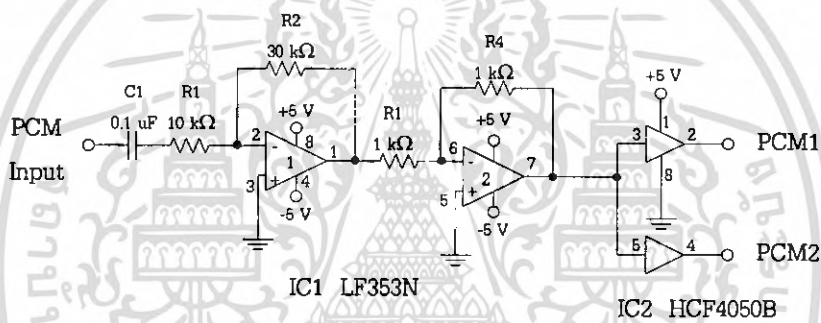 R2
30 kΩ
R4
1 kΩ
+5 V
C1
R1
0.1 uF
10 kΩ
+5 V
R1
1 kΩ
+5 V
PCM
Input
2
-
8
1
1
3
+
4
-5 V
6
-
2
7
5
+
-5 V
3
1
2
8
PCM1
5
4
PCM2
IC1 LF353N
IC2 HCF4050B